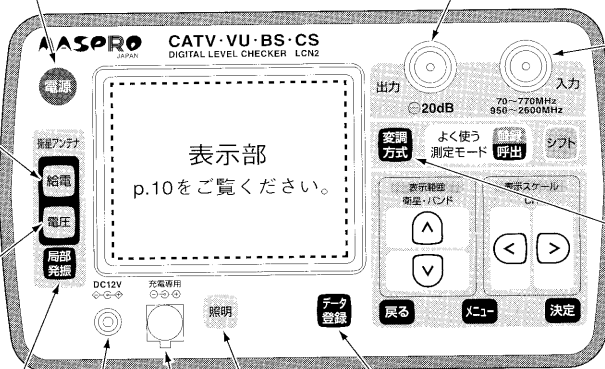 MASPRO
JAPAN
CATV・VU・BS・CS
DIGITAL LEVEL CHECKER LCN2
電源
衛星アンテナ
給電
電圧
局部
発振
表示部
p.10をご覧ください。
出力
⊖20dB
入力
70～770MHz
950～2600MHz
変調
方式
よく使う
測定モード
呼出
シフト
表示範囲
衛星・バンド
表示スケール
CH
戻る
メニュー
決定
DC12V
充電専用
照明
データ
登録